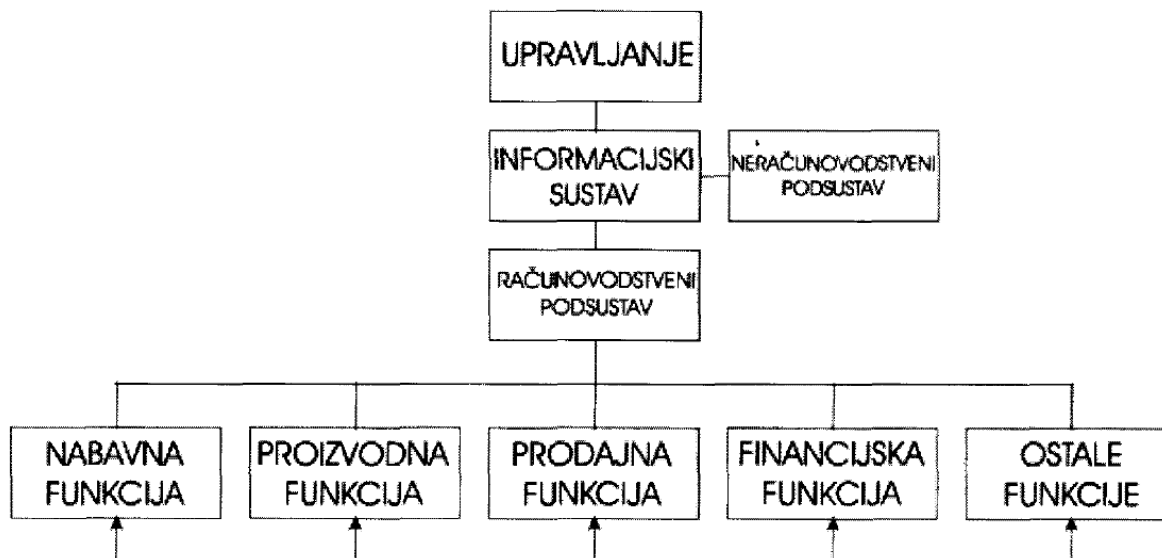 UPRAVLJANJE
INFORMACIJSKI
SUSTAV
NERAČUNOVODSTVENI
PODSUSTAV
RAČUNOVODSTVENI
PODSUSTAV
NABAVNA
FUNKCIJA
PROIZVODNA
FUNKCIJA
PRODAJNA
FUNKCIJA
FINANCIJSKA
FUNKCIJA
OSTALE
FUNKCIJE